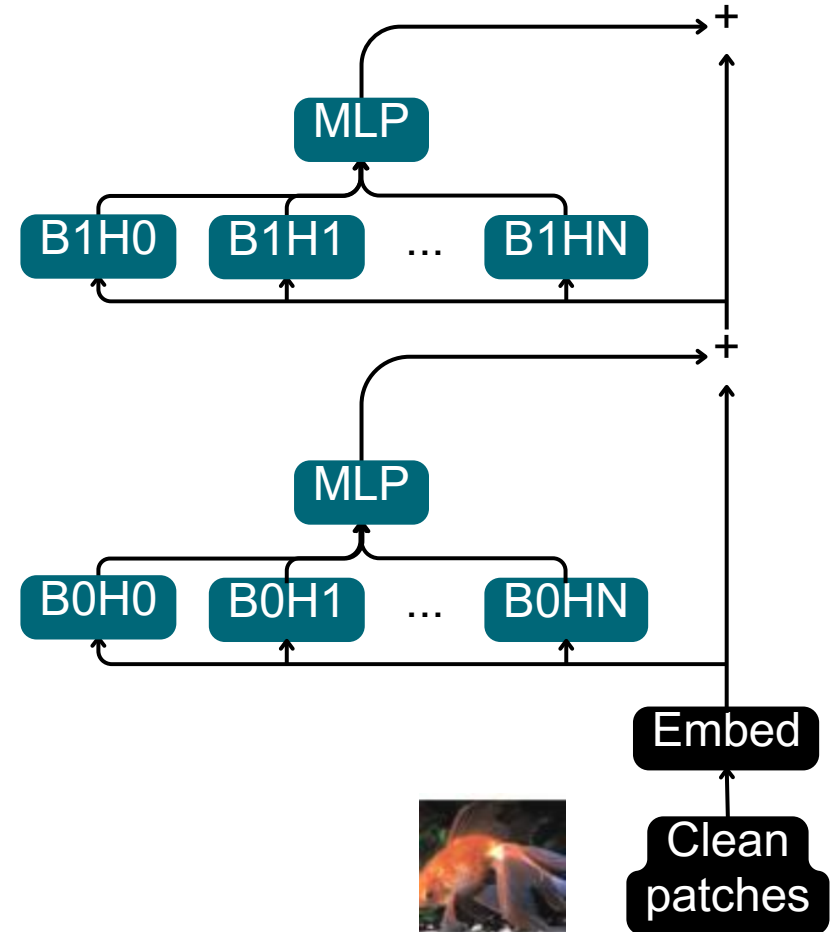 +
MLP
B1H0 B1H1 ... B1HN
+
MLP
B0H0 B0H1 ... B0HN
Embed
Clean
patches